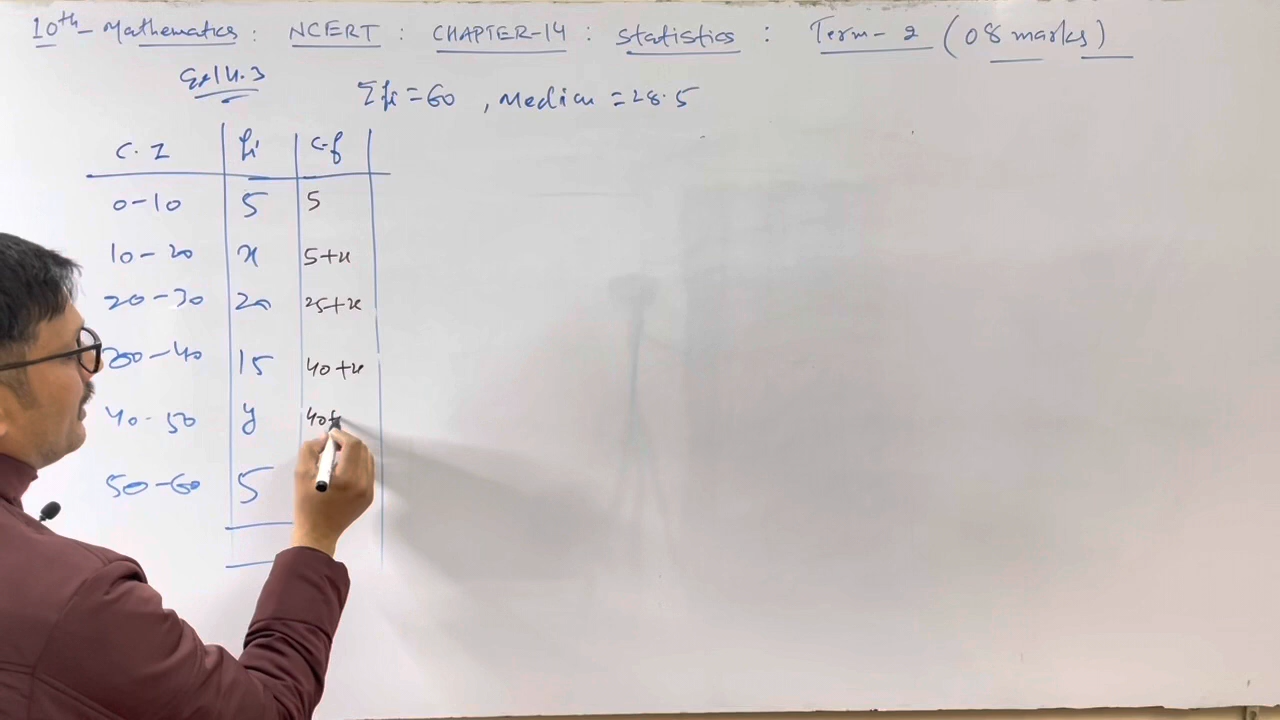 10th Mathematics : NCERT : CHAPTER-14 : Statistics : Term-2 (08 marks)
Ex 14.3
Σfi = 60 , Median = 28.5
C.I fi c.f
0-10 5 5
10-20 x 5+x
20-30 20 25+x
30-40 15 40+x
40-50 y 40+
50-60 5